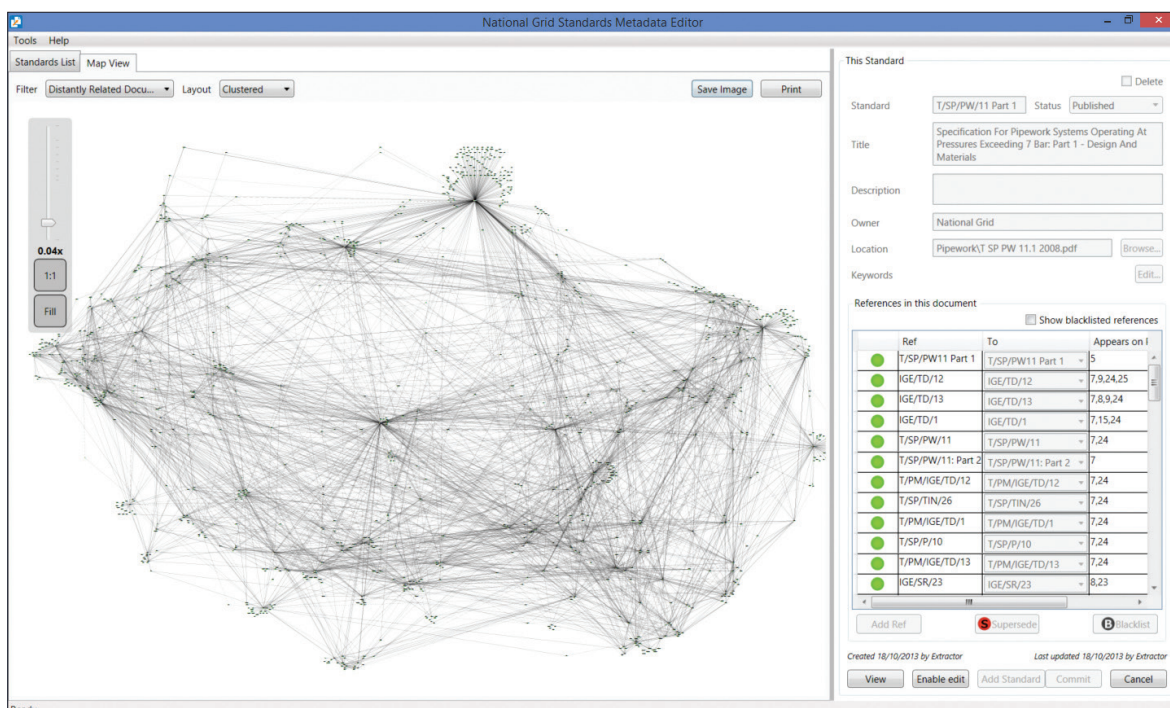 National Grid Standards Metadata Editor
Tools Help
Standards List Map View
Filter Distantly Related Docu... Layout Clustered Save Image Print
0.04x
1:1
Fill
This Standard
Delete
Standard T/SP/PW/11 Part 1 Status Published
Title Specification For Pipework Systems Operating At
Pressures Exceeding 7 Bar: Part 1 - Design And
Materials
Description
Owner National Grid
Location Pipework\T SP PW 11.1 2008.pdf Browse...
Keywords Edit...
References in this document
Show blacklisted references
Ref To Appears on
T/SP/PW11 Part 1 T/SP/PW11 Part 1 5
IGE/TD/12 IGE/TD/12 7,9,24,25
IGE/TD/13 IGE/TD/13 7,8,9,24
IGE/TD/1 IGE/TD/1 7,15,24
T/SP/PW/11 T/SP/PW/11 7,24
T/SP/PW/11: Part 2 T/SP/PW/11: Part 2 7
T/PM/IGE/TD/12 T/PM/IGE/TD/12 7,24
T/SP/TIN/26 T/SP/TIN/26 7,24
T/PM/IGE/TD/1 T/PM/IGE/TD/1 7,24
T/SP/P/10 T/SP/P/10 7,24
T/PM/IGE/TD/13 T/PM/IGE/TD/13 7,24
IGE/SR/23 IGE/SR/23 8,23
Add Ref S Supersede B Blacklist
Created 18/10/2013 by Extractor Last updated 18/10/2013 by Extractor
View Enable edit Add Standard Commit Cancel